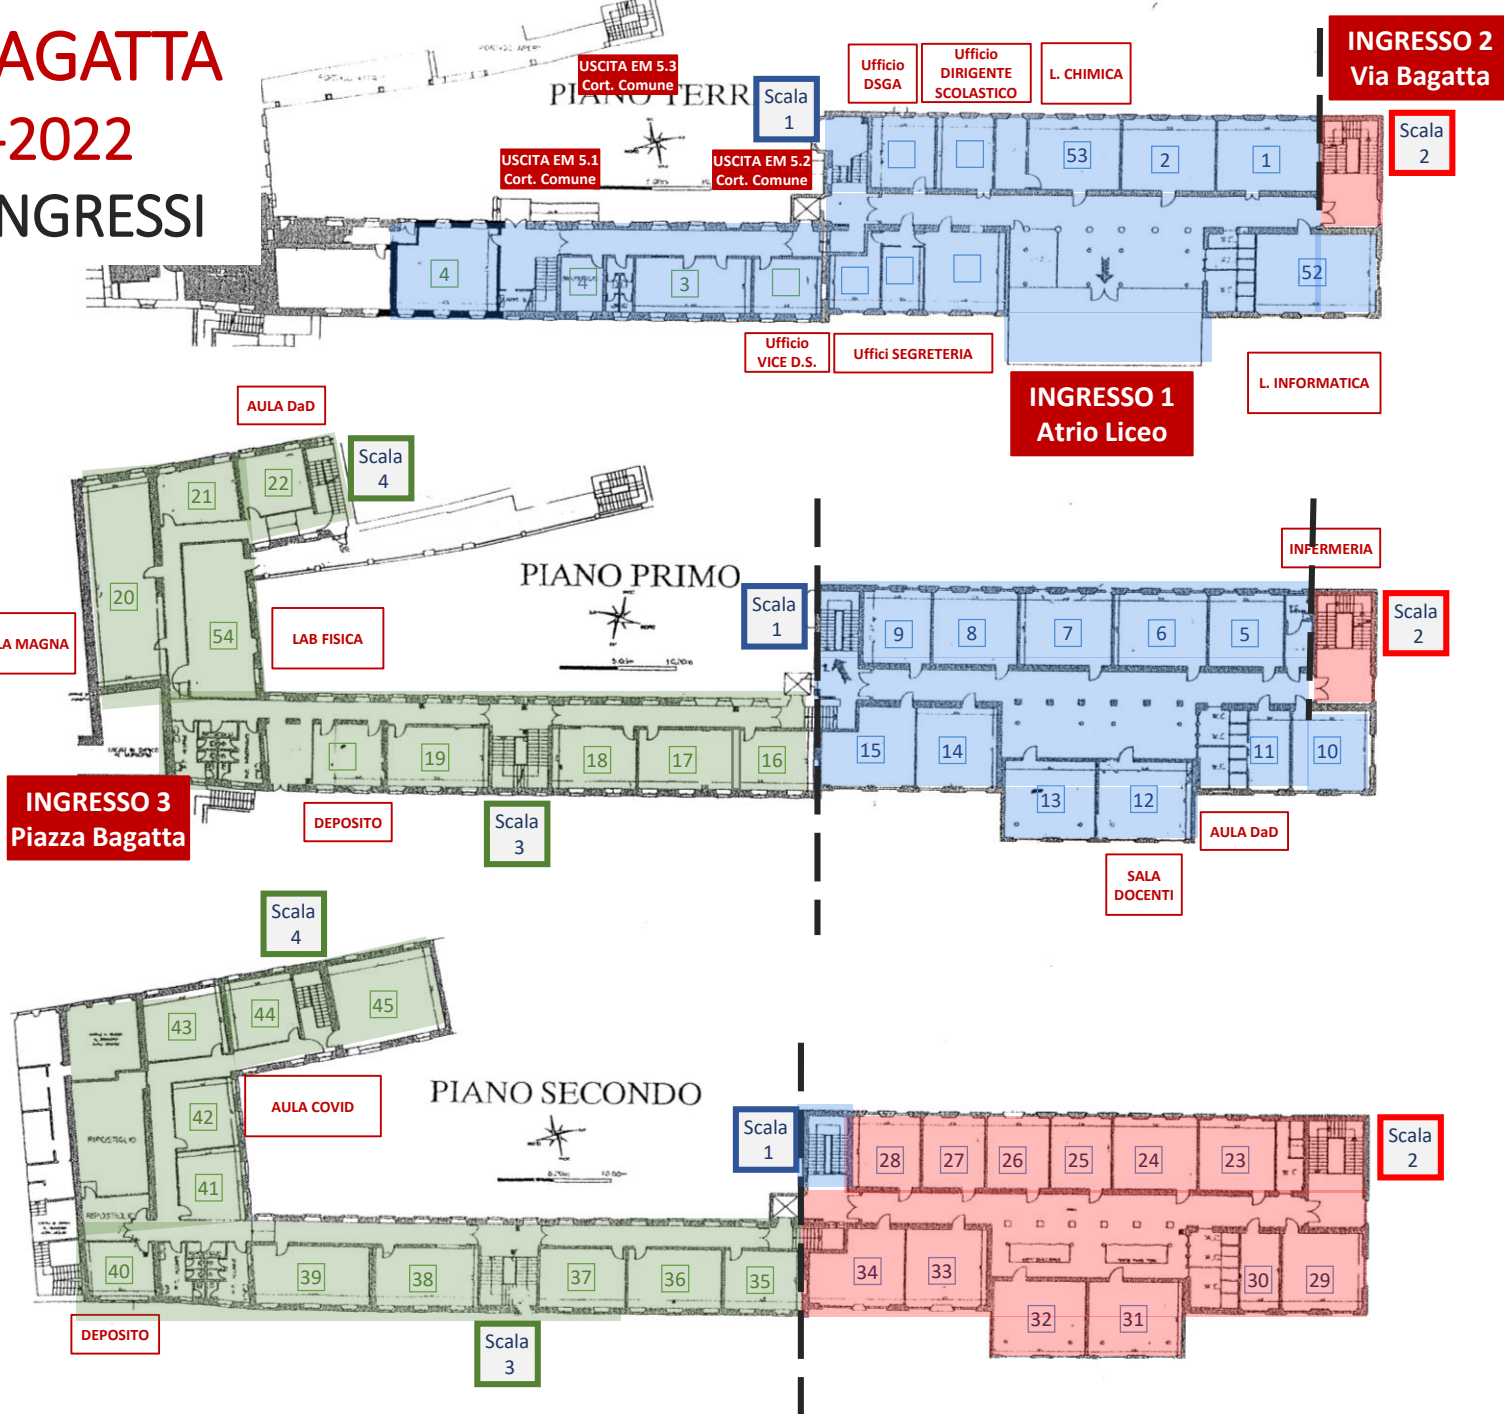 AGATTA
-2022
NGRESSI
USCITA EM 5.3
Cort. Comune
PIANO TERR
Scala
1
Ufficio
DSGA
Ufficio
DIRIGENTE
SCOLASTICO
L. CHIMICA
INGRESSO 2
Via Bagatta
Scala
2
USCITA EM 5.1
Cort. Comune
USCITA EM 5.2
Cort. Comune
53
2
1
4
4
3
52
Ufficio
VICE D.S.
Uffici SEGRETERIA
INGRESSO 1
Atrio Liceo
L. INFORMATICA
AULA DaD
Scala
4
21
22
20
54
LA MAGNA
LAB FISICA
PIANO PRIMO
Scala
1
INFERMERIA
Scala
2
9
8
7
6
5
19
18
17
16
15
14
11
10
13
12
INGRESSO 3
Piazza Bagatta
DEPOSITO
Scala
3
AULA DaD
SALA
DOCENTI
Scala
4
43
44
45
42
41
RIPOSTIGLIO
RIPOSTIGLIO
AULA COVID
PIANO SECONDO
Scala
1
Scala
2
28
27
26
25
24
23
40
39
38
37
36
35
34
33
30
29
32
31
DEPOSITO
Scala
3